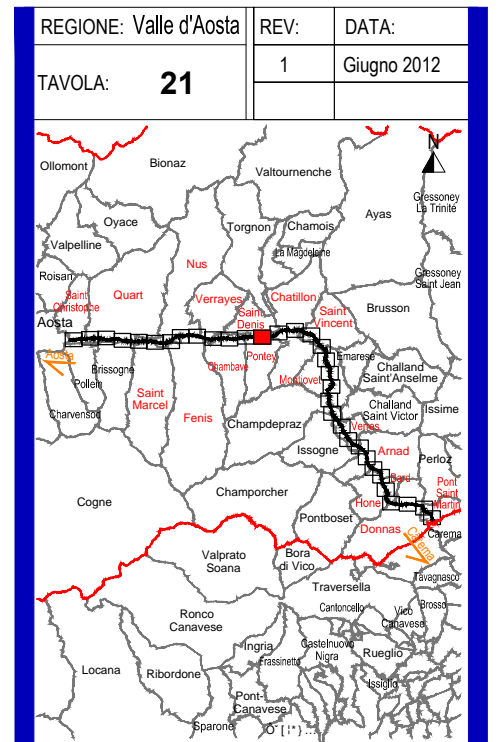 REGIONE: Valle d'Aosta
REV:
DATA:
TAVOLA: 21
1
Giugno 2012
N
Ollomont
Bionaz
Valtournenche
Ayas
Gressoney
La Trinité
Oyace
Torgnon
Chamois
Valpelline
La Magdeleine
Roisan
Nus
Gressoney
Saint Jean
Saint
Christophe
Quart
Verrayes
Chatillon
Saint
Denis
Saint
Vincent
Brusson
Aosta
Aosta
Brissogne
Pollein
Chambave
Pontey
Emarese
Montjovet
Challand
Saint'Anselme
Charvensod
Saint
Marcel
Fenis
Champdepraz
Challand
Saint Victor
Issime
Verres
Issogne
Arnad
Perloz
Bard
Cogne
Champorcher
Hone
Pont
Saint
Martin
Pontboset
Donnas
Carema
Carema
Valprato
Soana
Bora
di Vico
Tavagnasco
Traversella
Ronco
Canavese
Cantoncello
Vico
Canavese
Brosso
Ingria
Castelnuovo
Nigra
Frassinetto
Rueglio
Locana
Ribordone
Issiglio
Pont-
Canavese
Sparone